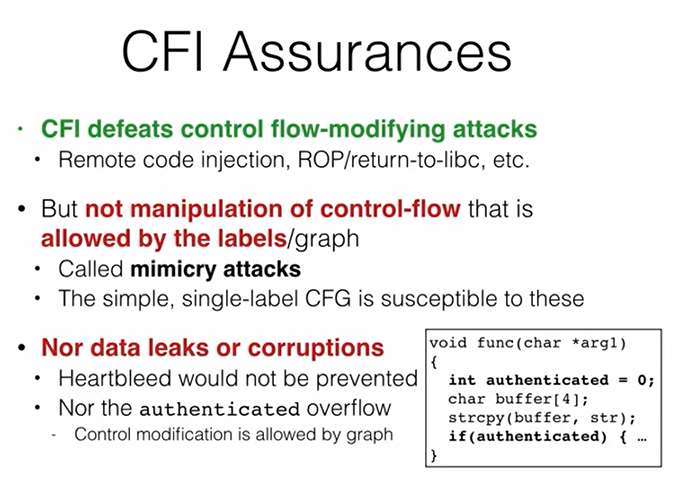 CFI Assurances
• CFI defeats control flow-modifying attacks
• Remote code injection, ROP/return-to-libc, etc.
• But not manipulation of control-flow that is
allowed by the labels/graph
• Called mimicry attacks
• The simple, single-label CFG is susceptible to these
• Nor data leaks or corruptions
• Heartbleed would not be prevented
• Nor the authenticated overflow
- Control modification is allowed by graph
void func(char *arg1)
{
int authenticated = 0;
char buffer[4];
strcpy(buffer, str);
if(authenticated) { …
}